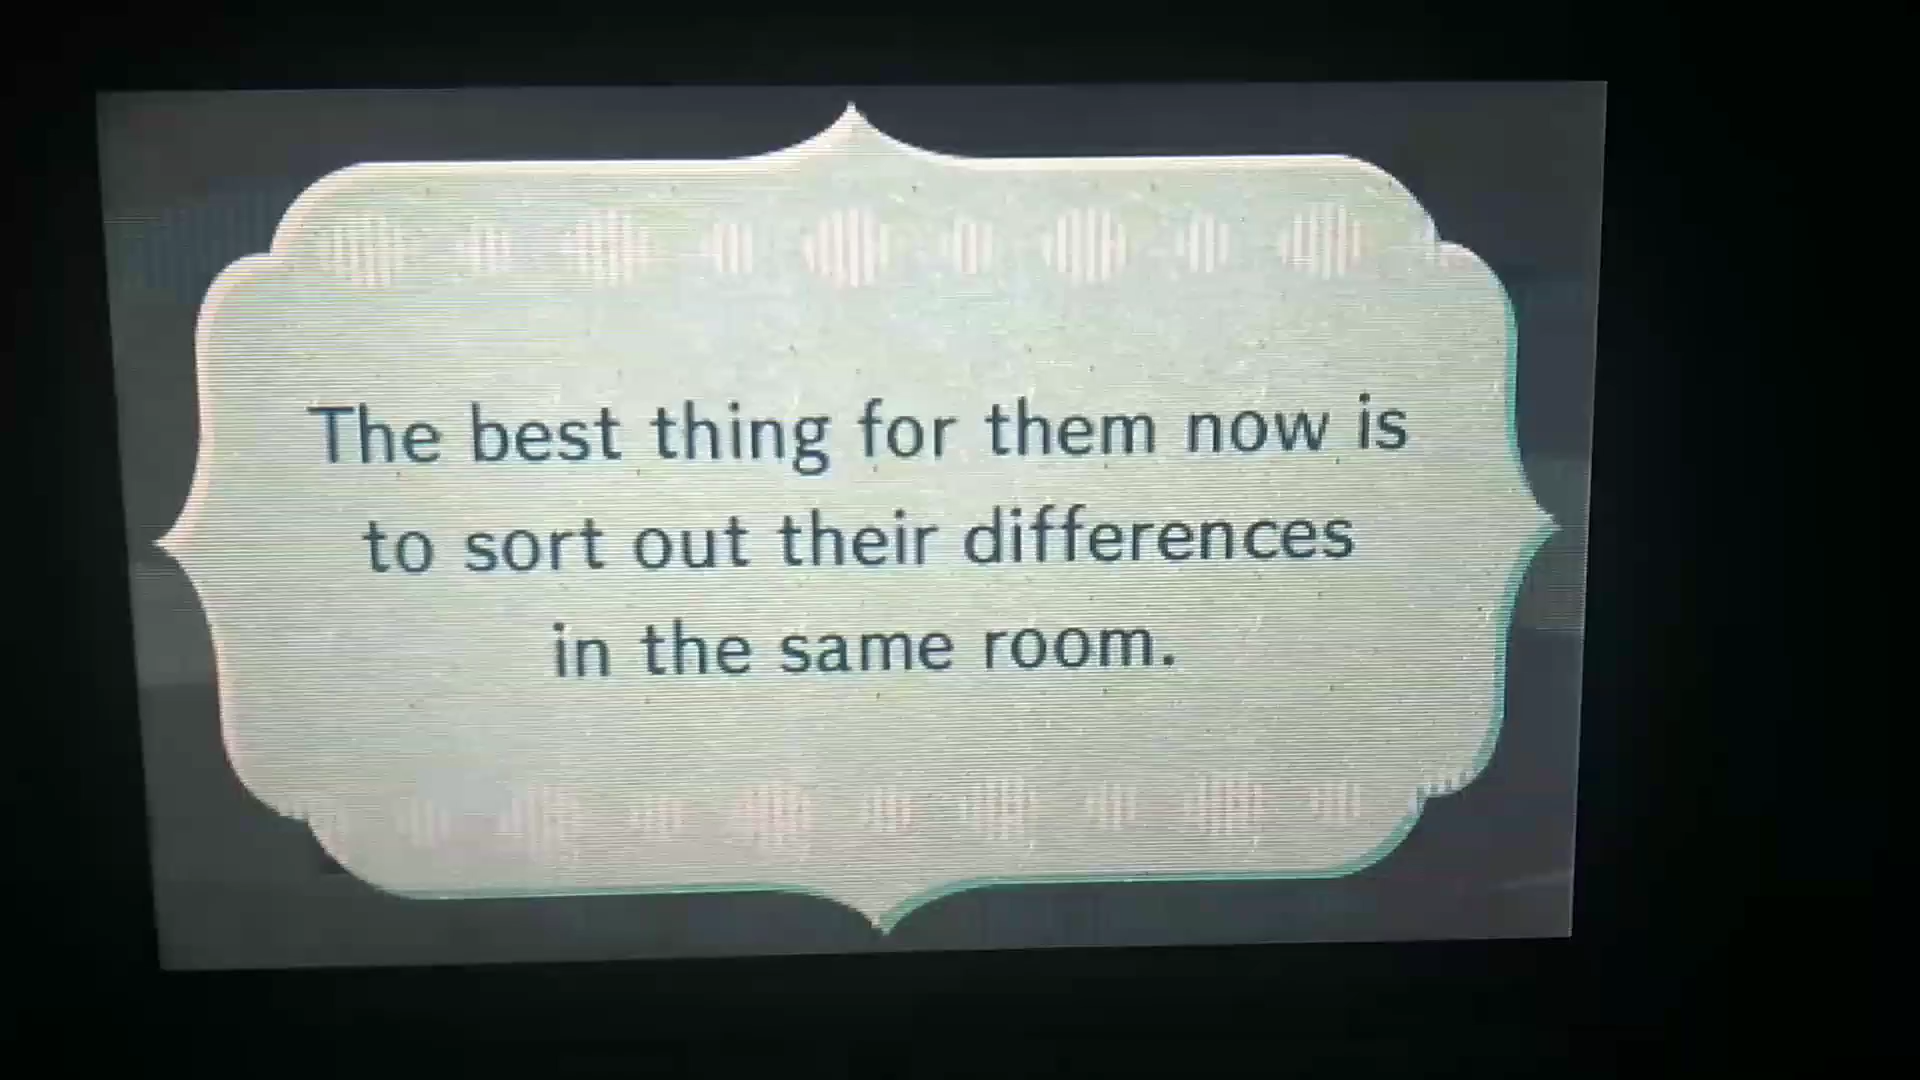 The best thing for them now is
to sort out their differences
in the same room.